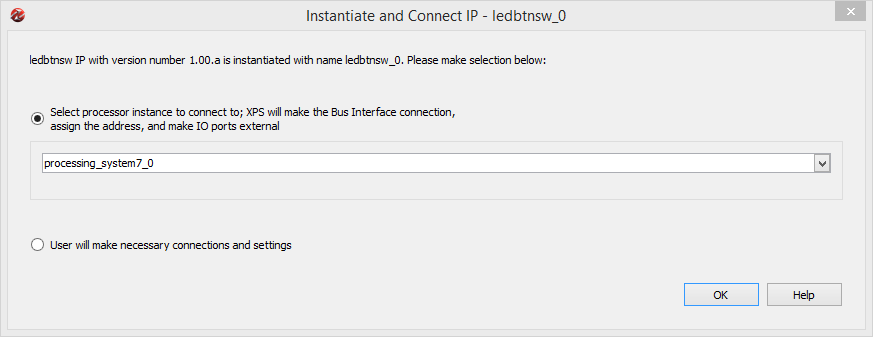 Instantiate and Connect IP - ledbtnsw_0
ledbtnsw IP with version number 1.00.a is instantiated with name ledbtnsw_0. Please make selection below:
Select processor instance to connect to; XPS will make the Bus Interface connection,
assign the address, and make IO ports external
processing_system7_0
User will make necessary connections and settings
OK Help